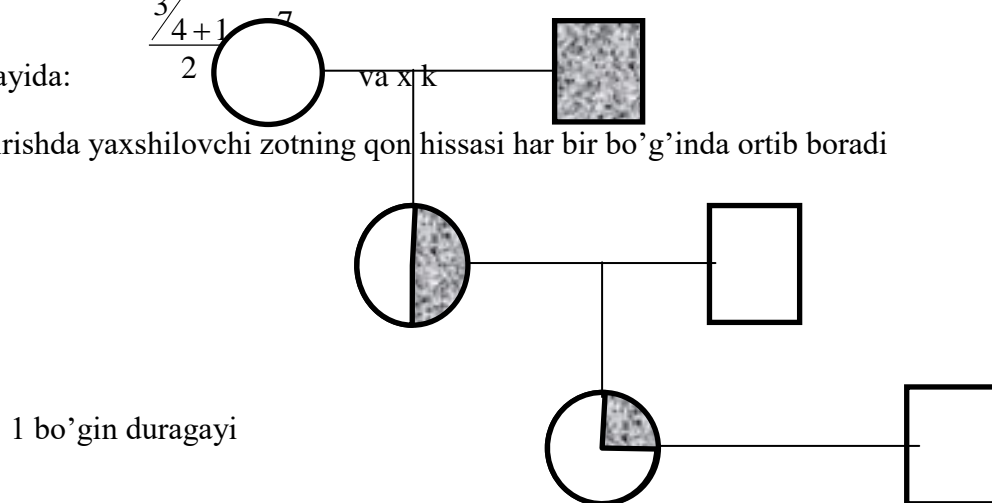 3/4+1 7
2
ayida: va x k
rishda yaxshilovchi zotning qon hissasi har bir bo’g’inda ortib boradi
1 bo’gin duragayi